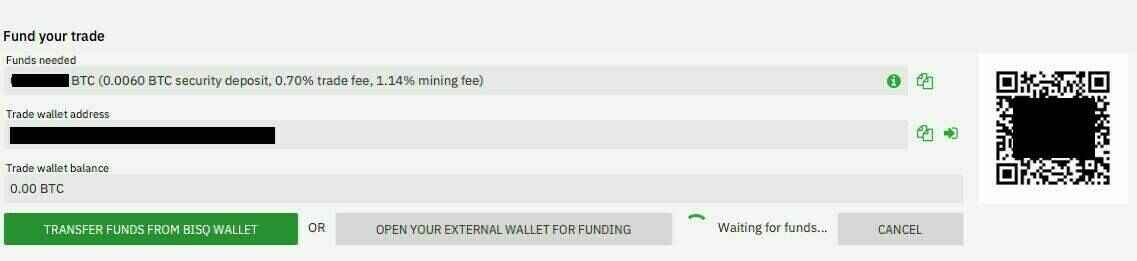 Fund your trade
Funds needed
BTC (0.0060 BTC security deposit, 0.70% trade fee, 1.14% mining fee)
Trade wallet address
Trade wallet balance
0.00 BTC
TRANSFER FUNDS FROM BISQ WALLET OR OPEN YOUR EXTERNAL WALLET FOR FUNDING Waiting for funds... CANCEL